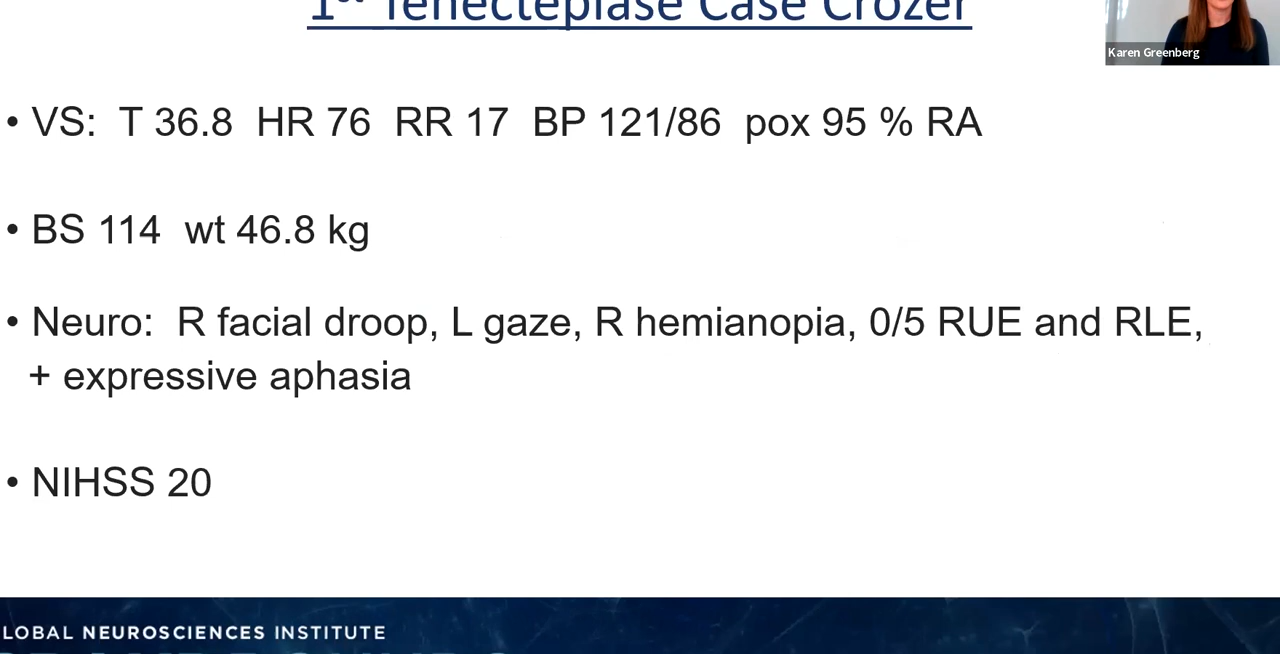 1st Tenecteplase Case Crozer
Karen Greenberg
• VS: T 36.8 HR 76 RR 17 BP 121/86 pox 95 % RA
• BS 114 wt 46.8 kg
• Neuro: R facial droop, L gaze, R hemianopia, 0/5 RUE and RLE,
+ expressive aphasia
• NIHSS 20
LOBAL NEUROSCIENCES INSTITUTE